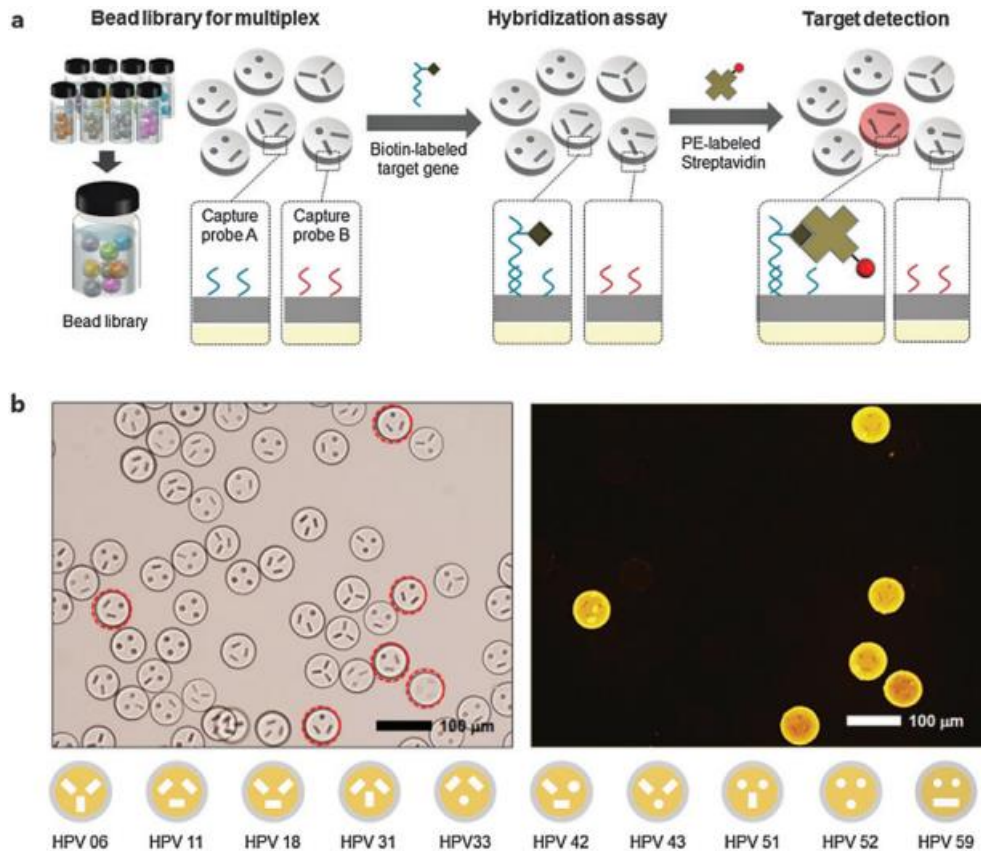 a
Bead library for multiplex
Hybridization assay
Target detection
Biotin-labeled
target gene
PE-labeled
Streptavidin
Capture
probe A
Capture
probe B
Bead library
b
100 μm
100 μm
HPV 06
HPV 11
HPV 18
HPV 31
HPV33
HPV 42
HPV 43
HPV 51
HPV 52
HPV 59